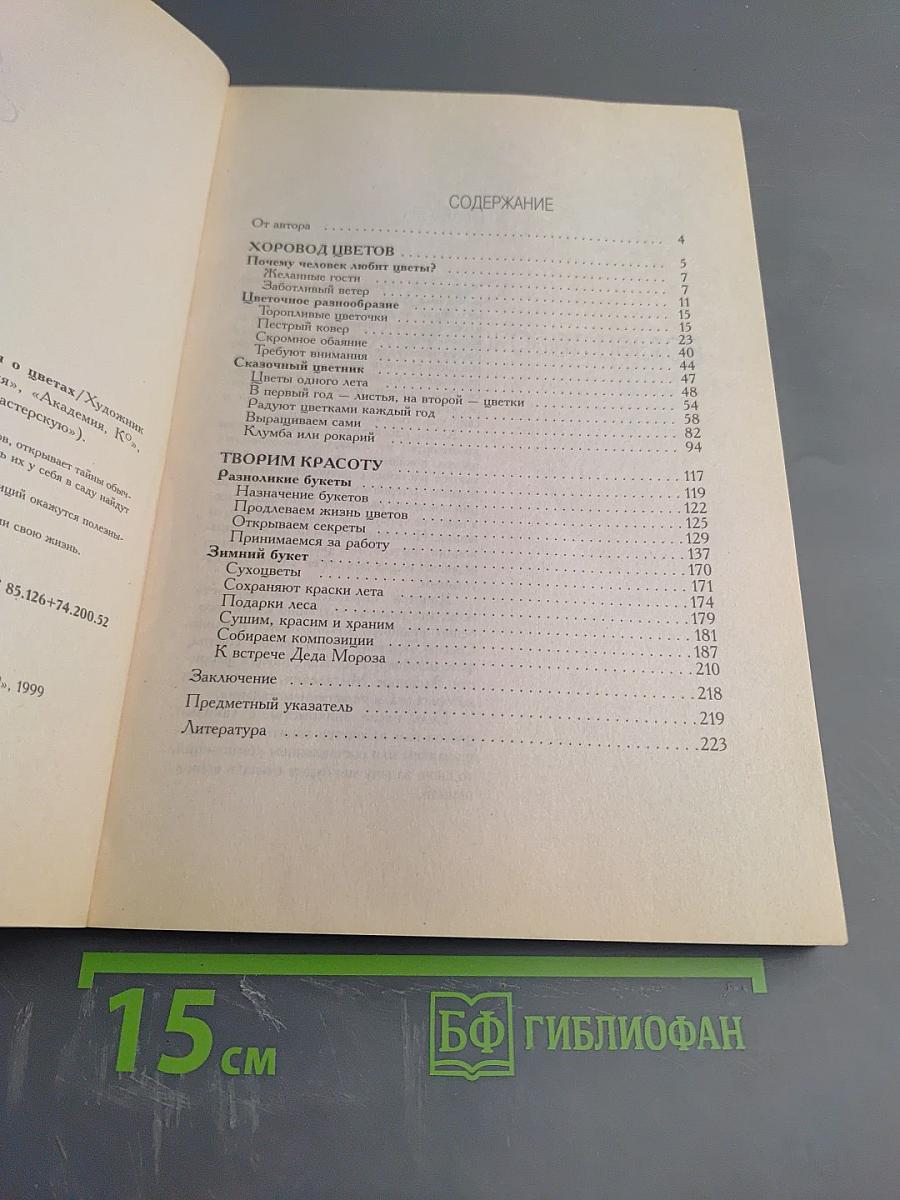 я о цветах/Художник
ия», «Академия, К°»,
астерскую»).
ов, открывает тайны обыч-
ь их у себя в саду найдут
иций окажутся полезны-
и свою жизнь.
85.126+74.200.52
», 1999
СОДЕРЖАНИЕ
От автора ........ 4
ХОРОВОД ЦВЕТОВ ........ 5
Почему человек любит цветы? ........ 7
Желанные гости ........ 7
Заботливый ветер ........ 11
Цветочное разнообразие ........ 15
Торопливые цветочки ........ 15
Пестрый ковер ........ 23
Скромное обаяние ........ 40
Требуют внимания ........ 44
Сказочный цветник ........ 47
Цветы одного лета ........ 48
В первый год — листья, на второй — цветки ........ 54
Радуют цветками каждый год ........ 58
Выращиваем сами ........ 82
Клумба или рокарий ........ 94
ТВОРИМ КРАСОТУ ........ 117
Разноликие букеты ........ 119
Назначение букетов ........ 122
Продлеваем жизнь цветов ........ 125
Открываем секреты ........ 129
Принимаемся за работу ........ 137
Зимний букет ........ 170
Сухоцветы ........ 171
Сохраняют краски лета ........ 174
Подарки леса ........ 179
Сушим, красим и храним ........ 181
Собираем композиции ........ 187
К встрече Деда Мороза ........ 210
Заключение ........ 218
Предметный указатель ........ 219
Литература ........ 223
15 см
БФ ГИБЛИОФАН